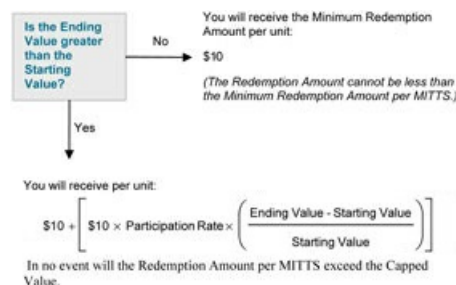 Is the Ending
Value greater
than the
Starting
Value?
No
You will receive the Minimum Redemption
Amount per unit:
$10
(The Redemption Amount cannot be less than
the Minimum Redemption Amount per MITTS.)
Yes
You will receive per unit:
$10 + [ $10 × Participation Rate × ( Ending Value - Starting Value
Starting Value ) ]
In no event will the Redemption Amount per MITTS exceed the Capped
Value.